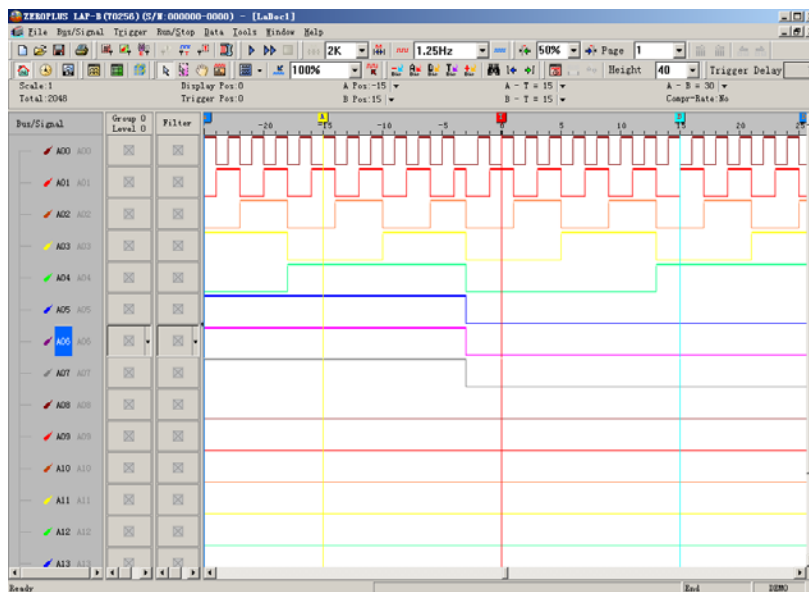 ZEROPLUS LAP-B(T0256)(S/N:000000-0000) - [LaDoc1]
File Bus/Signal Trigger Run/Stop Data Tools Window Help
2K 1.25Hz 50% Page 1
100% Height 40 Trigger Delay
Scale:1 Display Pos:0 A Pos:-15 A - T = 15 A - B = 30
Total:2048 Trigger Pos:0 B Pos:15 B - T = 15 Compr-Rate:No
Bus/Signal Group 0 Level 0 Filter -20 -15 -10 -5 0 5 10 15 20 25
A00 A00
A01 A01
A02 A02
A03 A03
A04 A04
A05 A05
A06 A06
A07 A07
A08 A08
A09 A09
A10 A10
A11 A11
A12 A12
A13 A13
Ready End DEMO